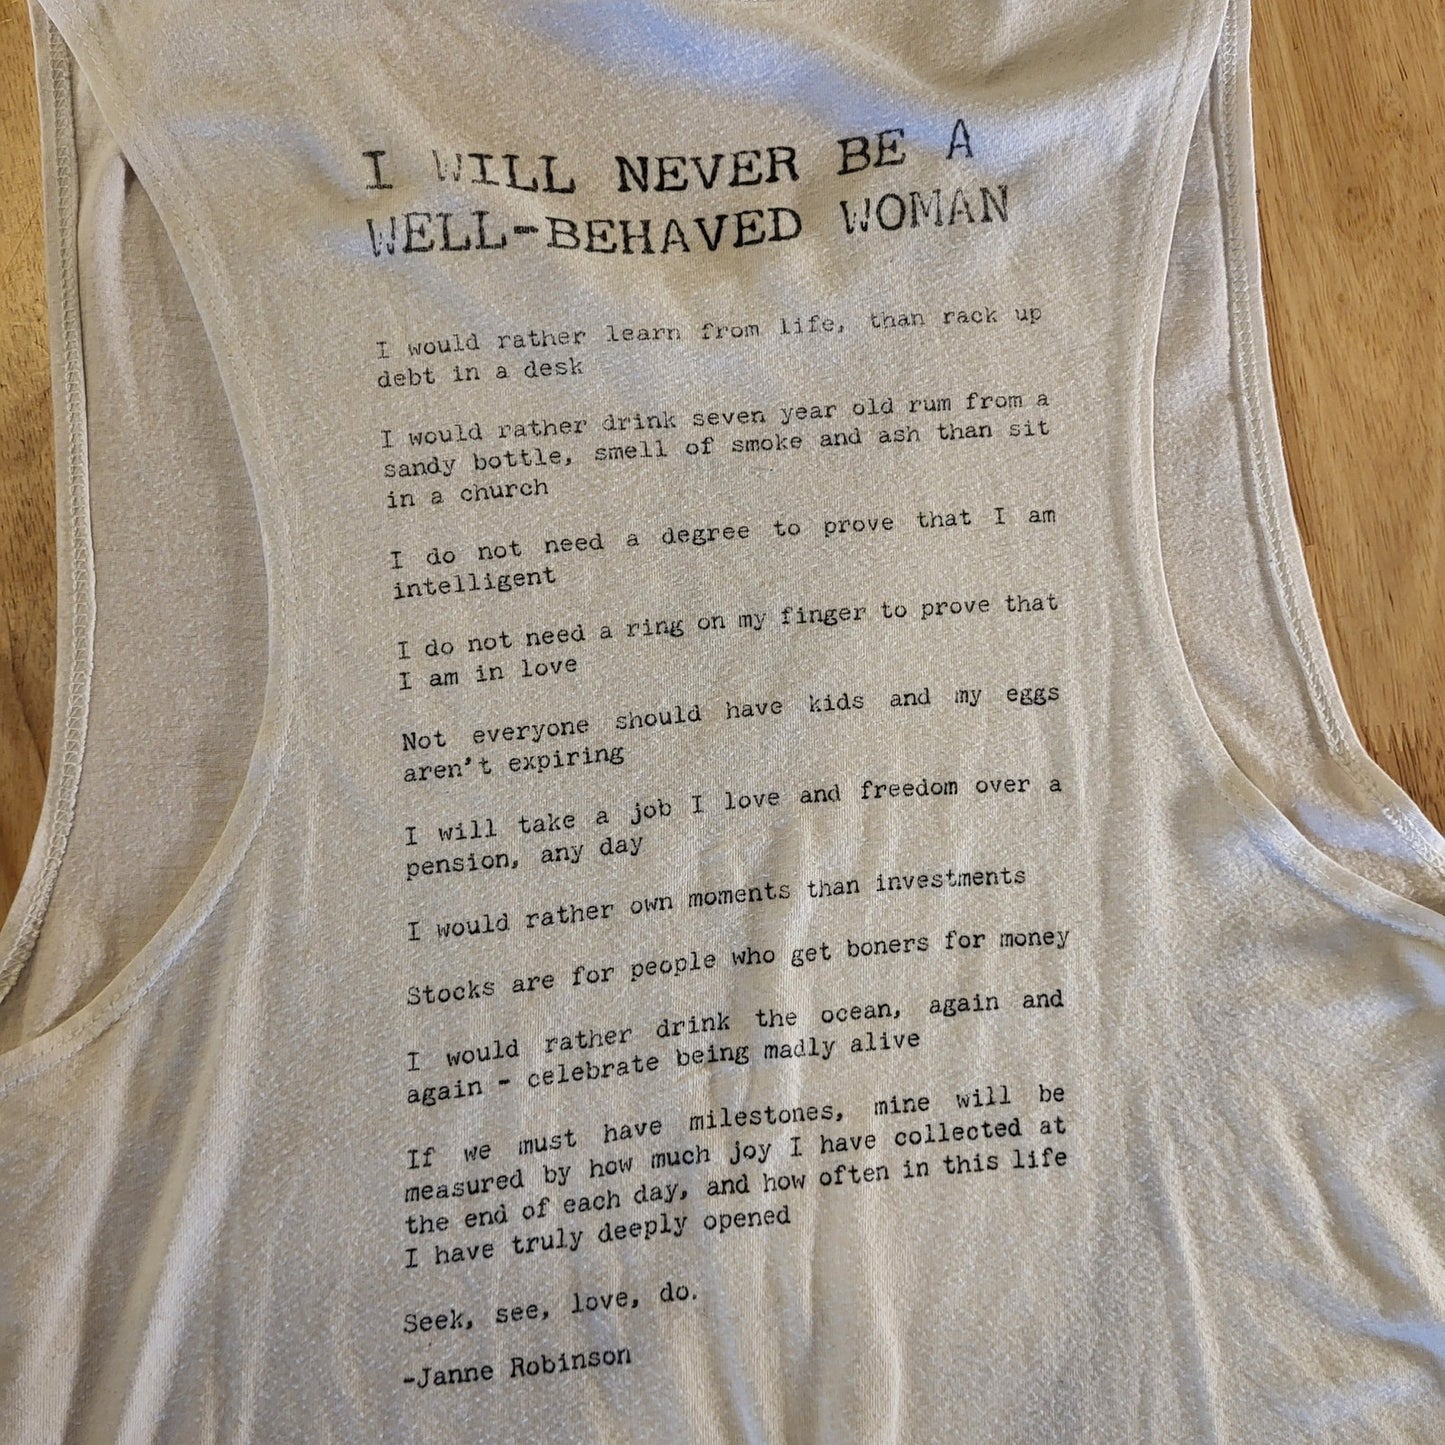 I WILL NEVER BE A
WELL-BEHAVED WOMAN
I would rather learn from life, than rack up
debt in a desk
I would rather drink seven year old rum from a
sandy bottle, smell of smoke and ash than sit
in a church
I do not need a degree to prove that I am
intelligent
I do not need a ring on my finger to prove that
I am in love
Not everyone should have kids and my eggs
aren't expiring
I will take a job I love and freedom over a
pension, any day
I would rather own moments than investments
Stocks are for people who get boners for money
I would rather drink the ocean, again and
again - celebrate being madly alive
If we must have milestones, mine will be
measured by how much joy I have collected at
the end of each day, and how often in this life
I have truly deeply opened
Seek, see, love, do.
-Janne Robinson